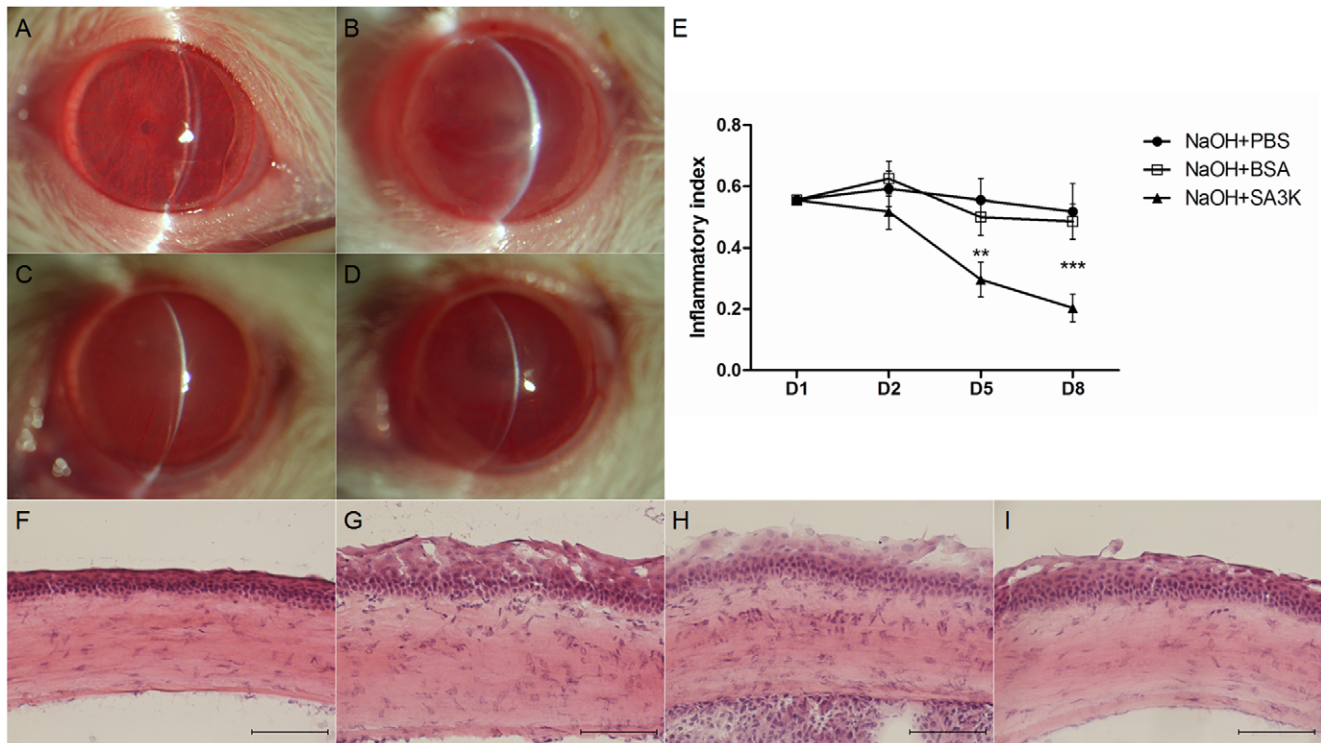 A
B
E
C
D
0.8
0.6
0.4
0.2
0.0
Inflammatory index
D1
D2
D5
D8
**
***
NaOH+PBS
NaOH+BSA
NaOH+SA3K
F
G
H
I